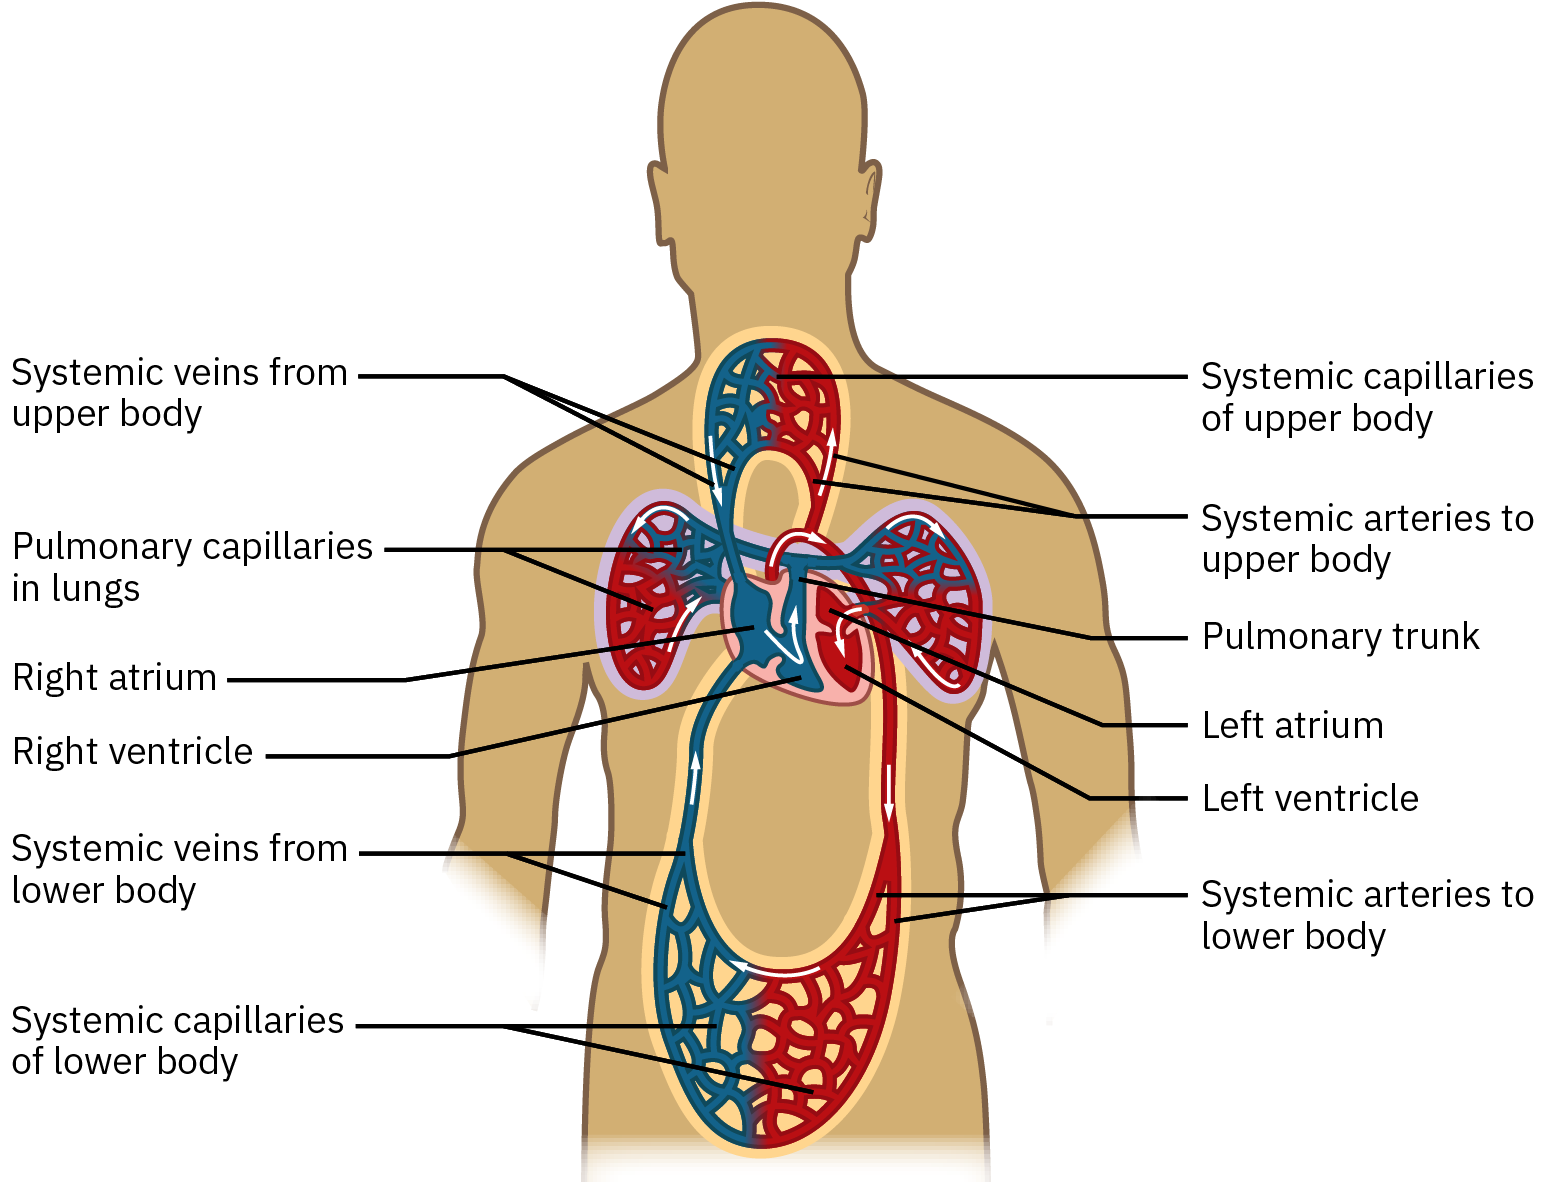 Systemic veins from
upper body
Pulmonary capillaries
in lungs
Right atrium
Right ventricle
Systemic veins from
lower body
Systemic capillaries
of lower body
Systemic capillaries
of upper body
Systemic arteries to
upper body
Pulmonary trunk
Left atrium
Left ventricle
Systemic arteries to
lower body